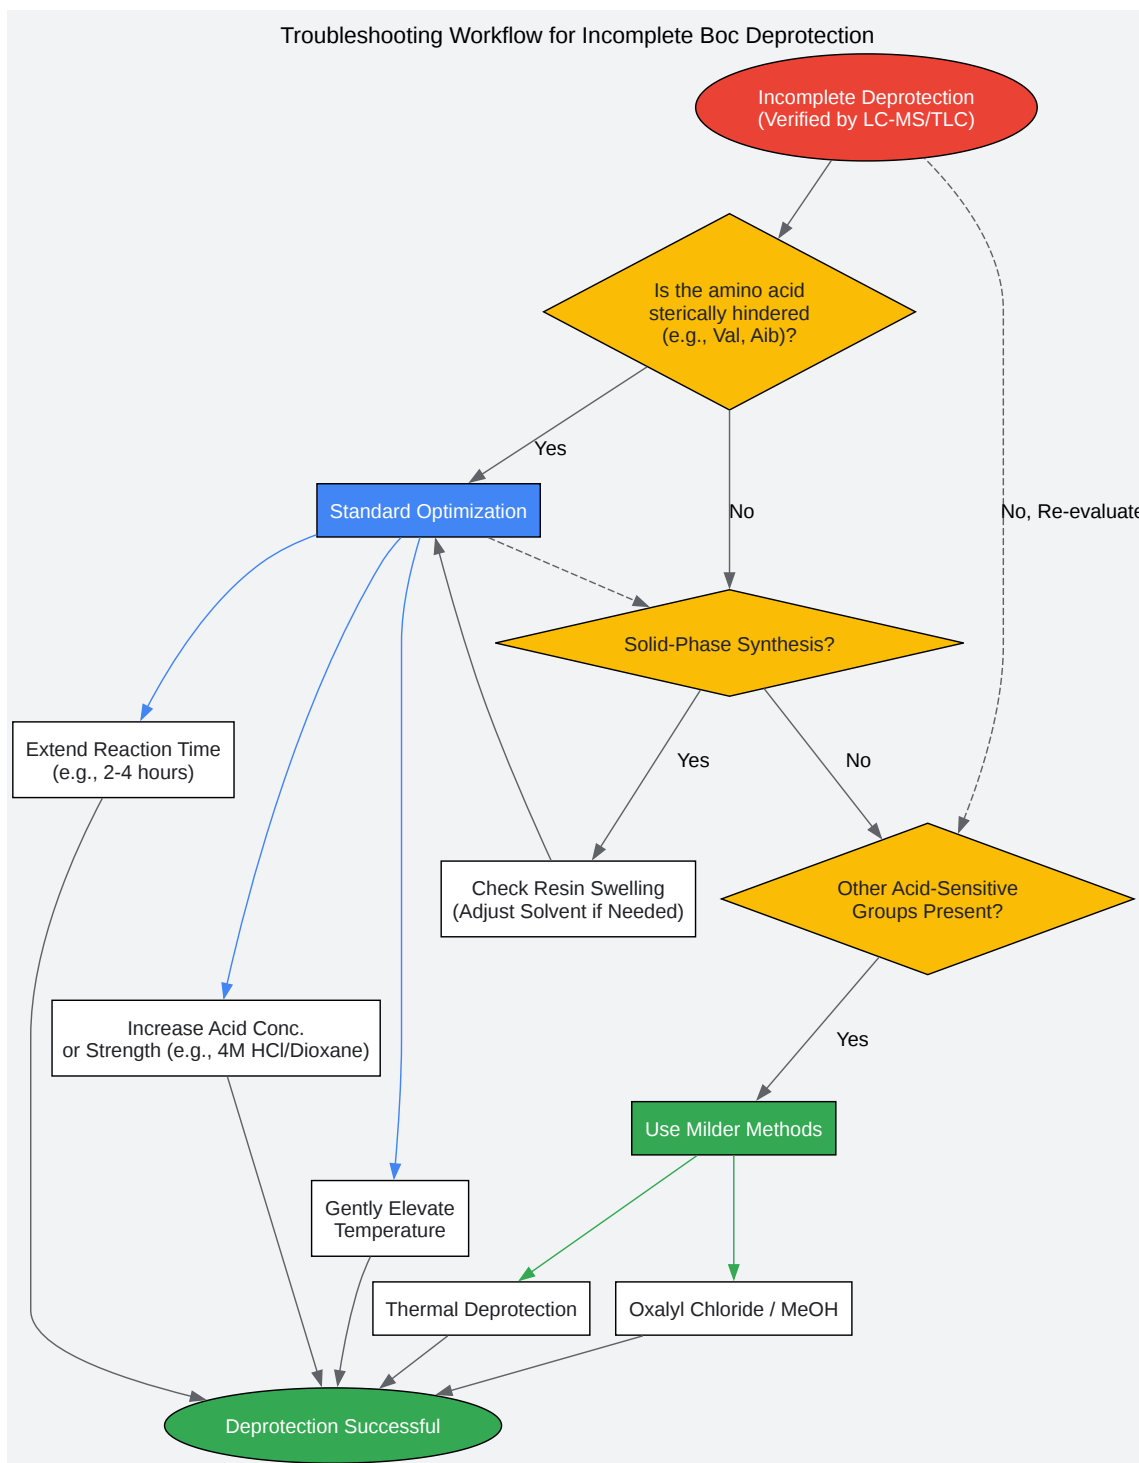 Troubleshooting Workflow for Incomplete Boc Deprotection
Incomplete Deprotection
(Verified by LC-MS/TLC)
Is the amino acid
sterically hindered
(e.g., Val, Aib)?
Yes
No
No, Re-evaluate
Standard Optimization
Solid-Phase Synthesis?
Yes
No
Extend Reaction Time
(e.g., 2-4 hours)
Check Resin Swelling
(Adjust Solvent if Needed)
Other Acid-Sensitive
Groups Present?
Yes
Increase Acid Conc.
or Strength (e.g., 4M HCl/Dioxane)
Use Milder Methods
Gently Elevate
Temperature
Thermal Deprotection
Oxalyl Chloride / MeOH
Deprotection Successful